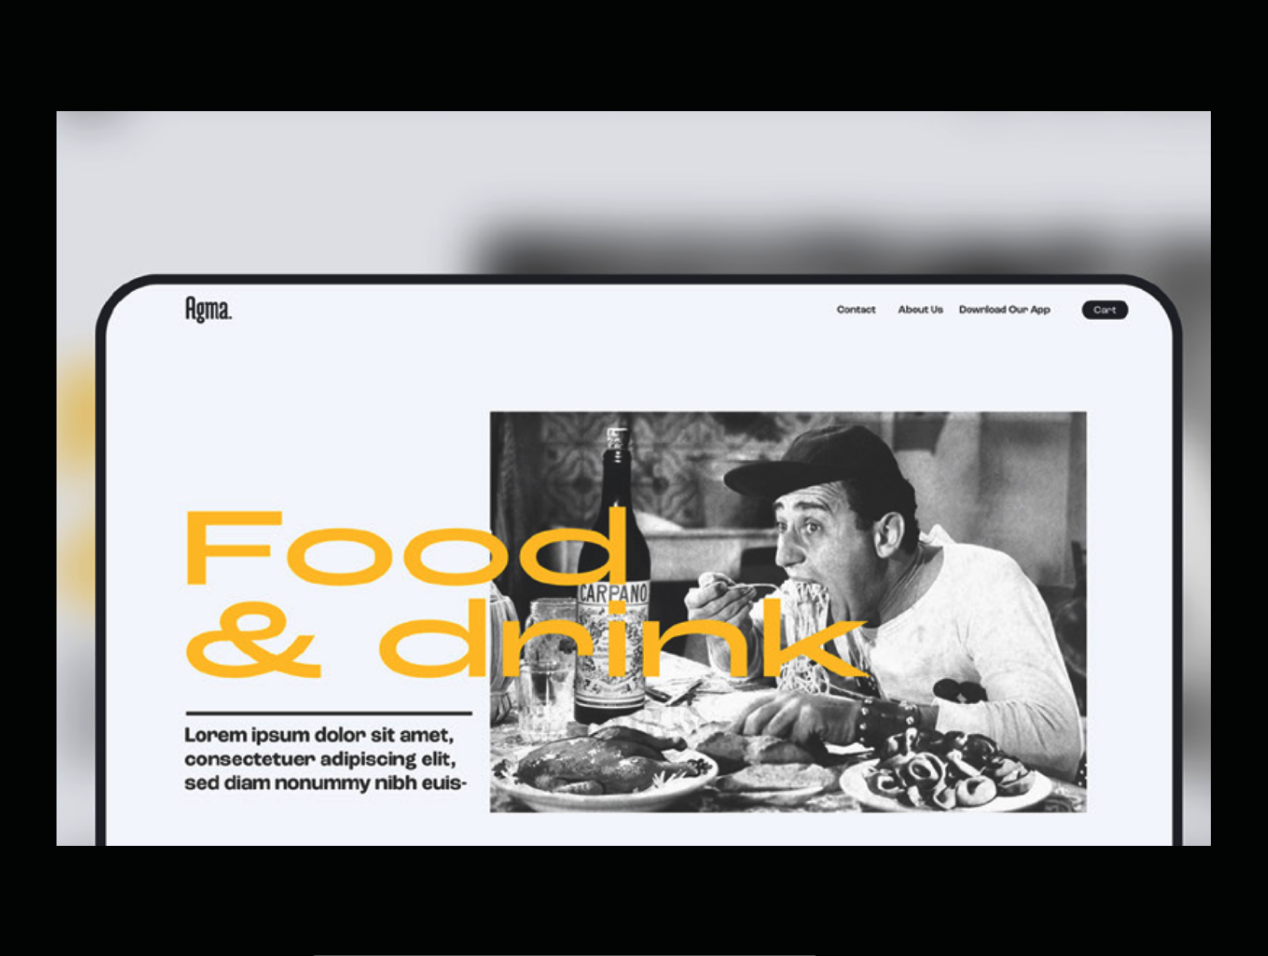 Agma.
Contact About Us Download Our App Cart
Food
& drink
CARPANO
Lorem ipsum dolor sit amet,
consectetuer adipiscing elit,
sed diam nonummy nibh euis-